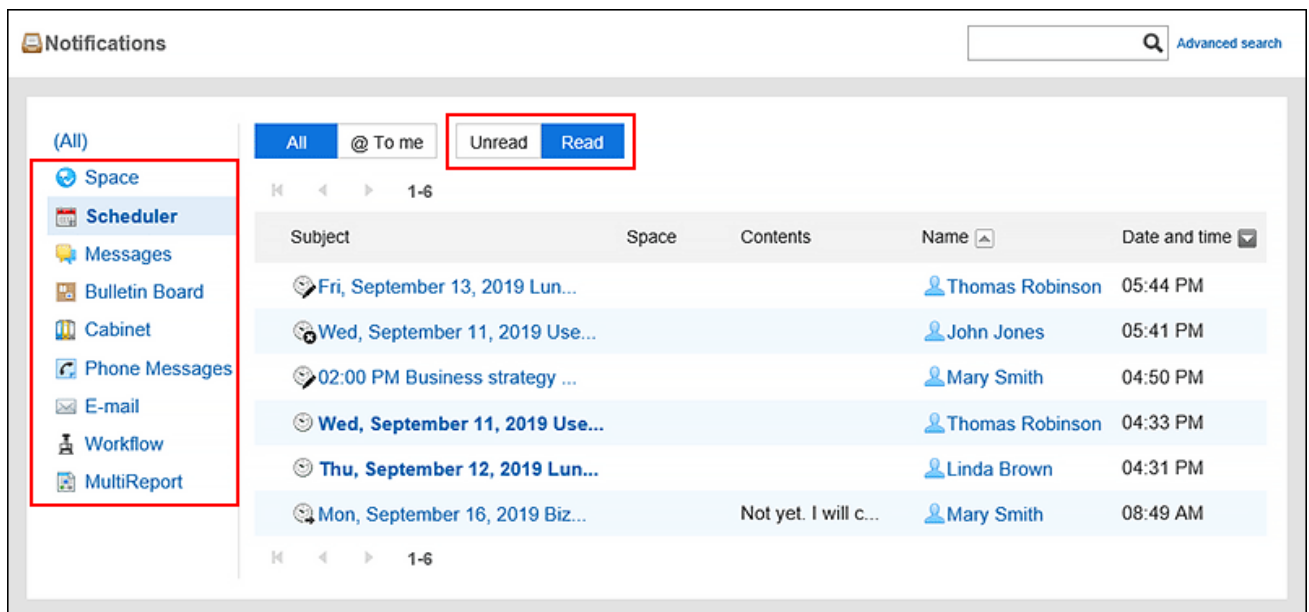 Notifications
Advanced search
(All)
Space
Scheduler
Messages
Bulletin Board
Cabinet
Phone Messages
E-mail
Workflow
MultiReport
All @ To me Unread Read
1-6
Subject Space Contents Name Date and time
Fri, September 13, 2019 Lun... Thomas Robinson 05:44 PM
Wed, September 11, 2019 Use... John Jones 05:41 PM
02:00 PM Business strategy ... Mary Smith 04:50 PM
Wed, September 11, 2019 Use... Thomas Robinson 04:33 PM
Thu, September 12, 2019 Lun... Linda Brown 04:31 PM
Mon, September 16, 2019 Biz... Not yet. I will c... Mary Smith 08:49 AM
1-6